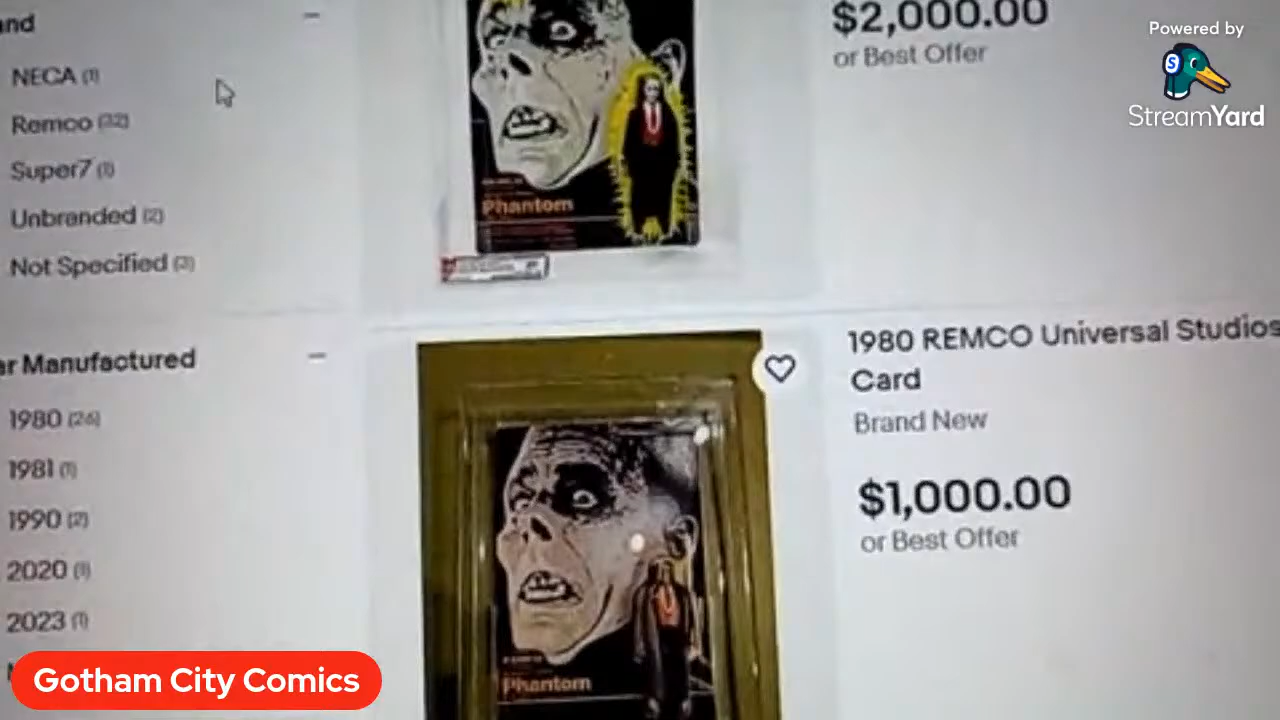 and
NECA (1)
Remco (32)
Super7 (1)
Unbranded (2)
Not Specified (3)
ar Manufactured
1980 (26)
1981 (1)
1990 (2)
2020 (1)
2023 (1)
Phantom
$2,000.00
or Best Offer
1980 REMCO Universal Studios
Card
Brand New
$1,000.00
or Best Offer
Phantom
Powered by
S
StreamYard
Gotham City Comics